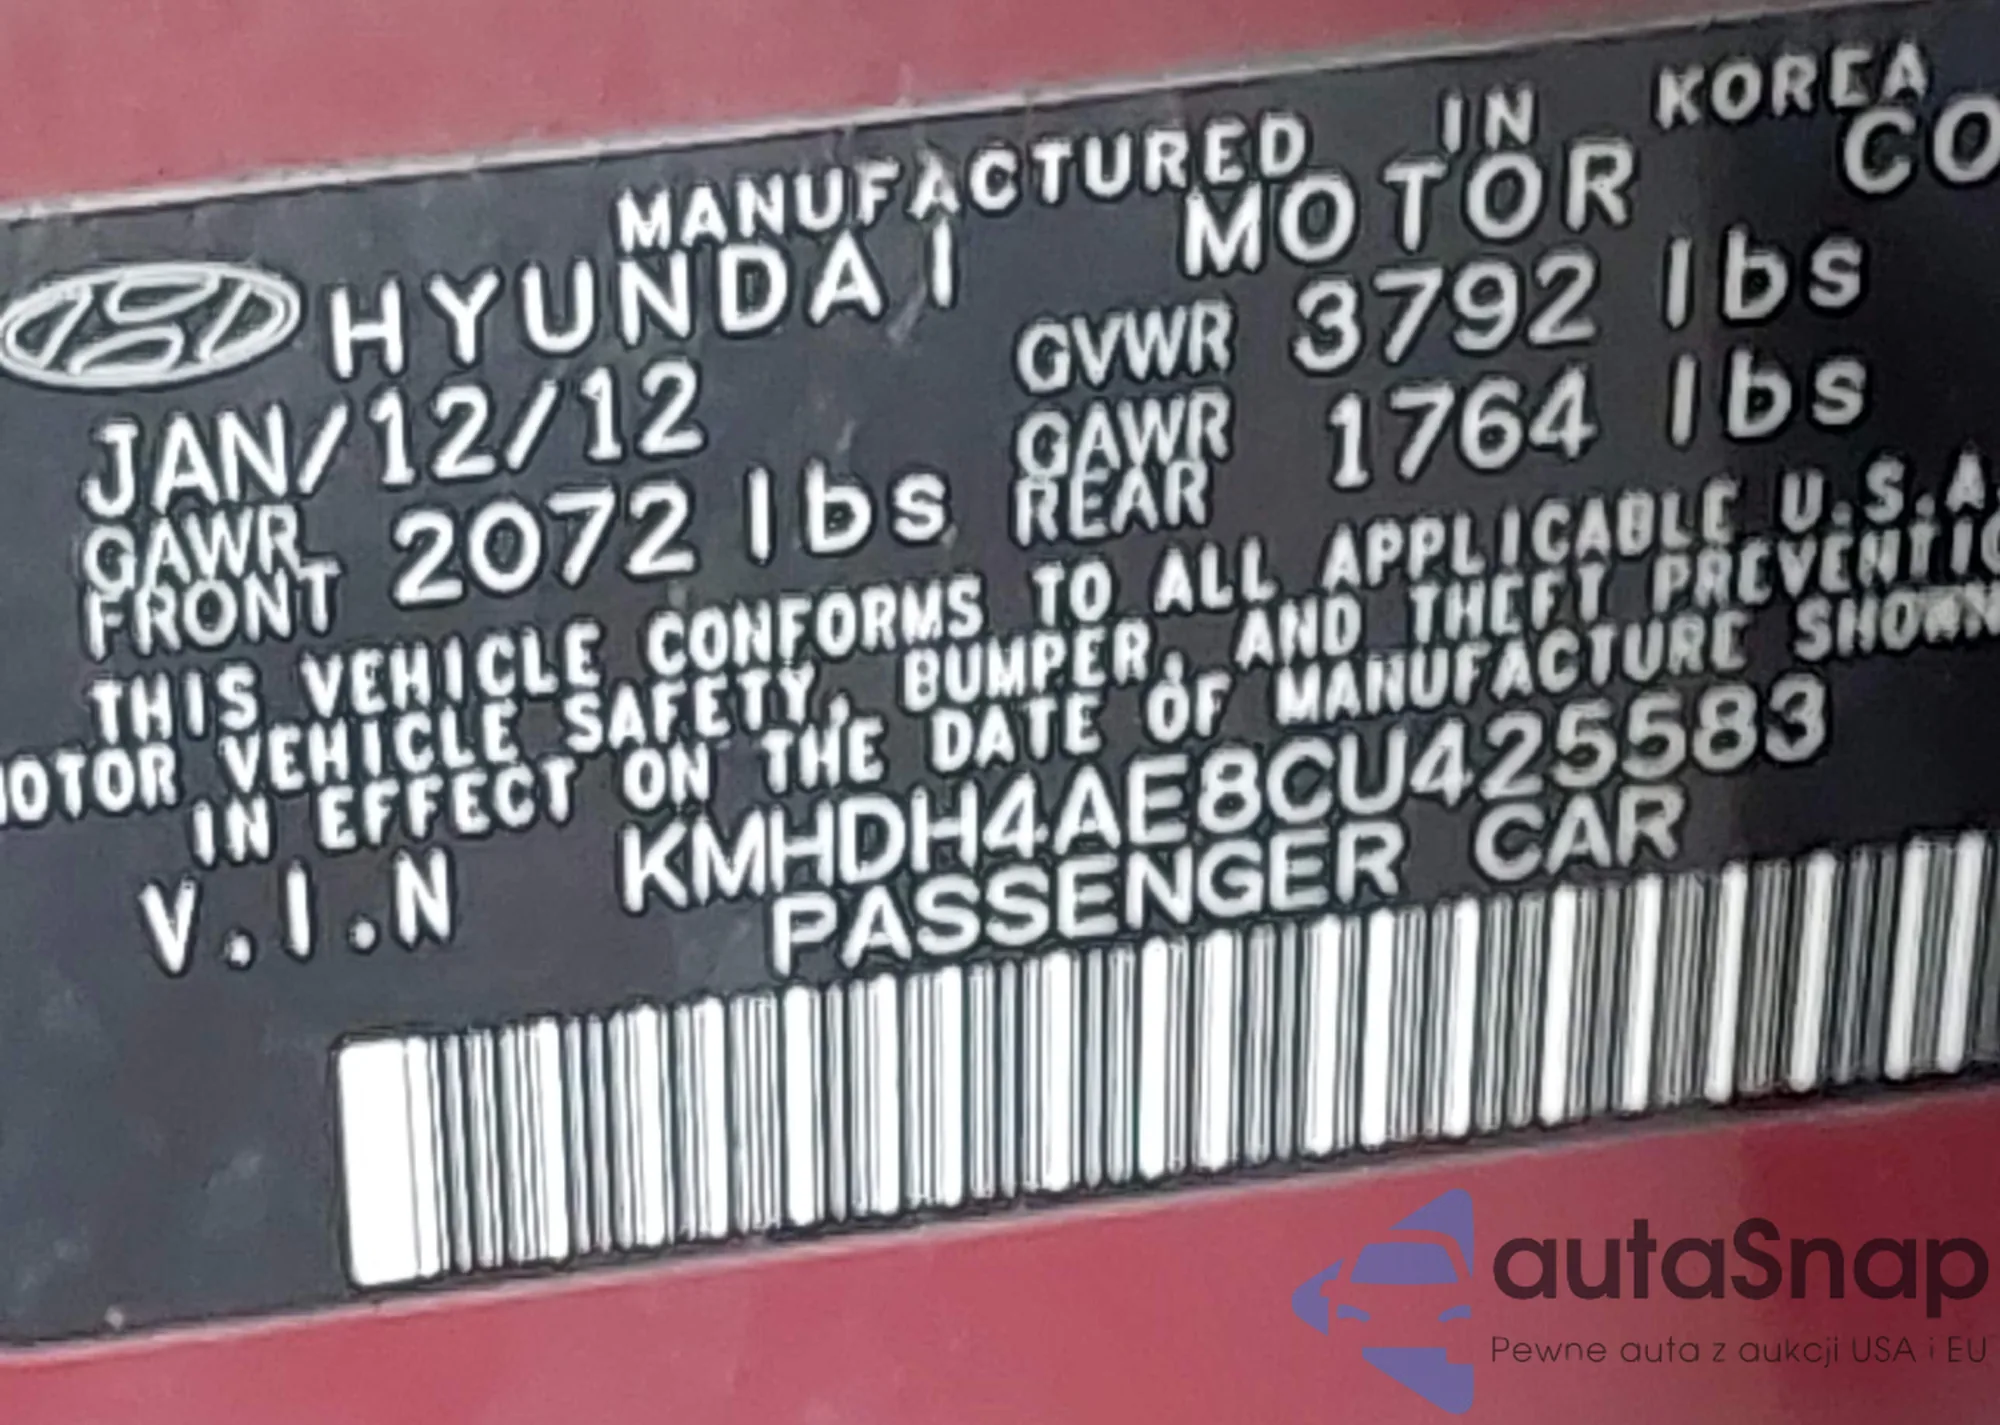 MANUFACTURED IN KOREA
HYUNDAI MOTOR CO
JAN/12/12 GVWR 3792 lbs
GAWR FRONT 2072 lbs GAWR REAR 1764 lbs
THIS VEHICLE CONFORMS TO ALL APPLICABLE U.S.A.
MOTOR VEHICLE SAFETY, BUMPER, AND THEFT PREVENTIO
IN EFFECT ON THE DATE OF MANUFACTURE SHOWN
V.I.N KMHDH4AE8CU425583
PASSENGER CAR
autaSnap
Pewne auta z aukcji USA i EU